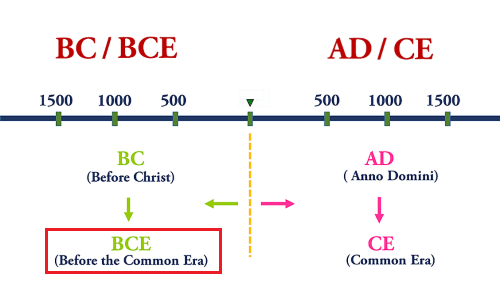 BC / BCE
AD / CE
1500 1000 500 500 1000 1500
BC
(Before Christ)
AD
( Anno Domini)
BCE
(Before the Common Era)
CE
(Common Era)